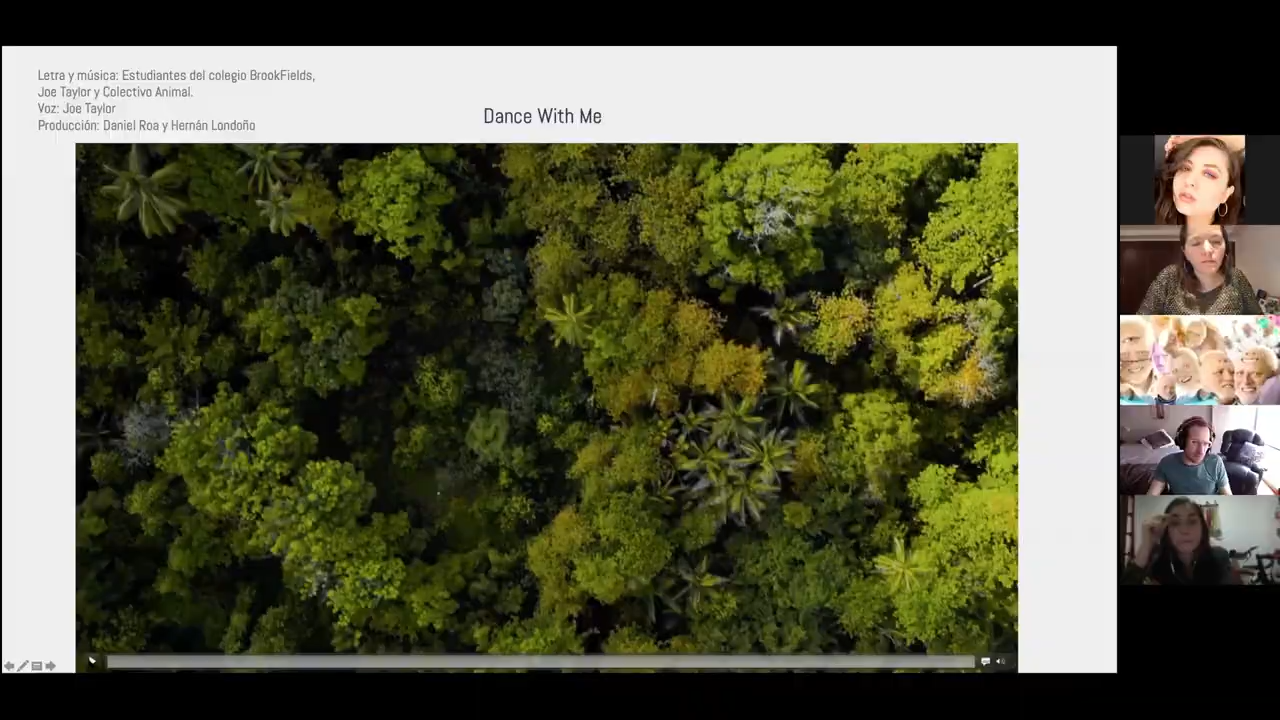 Letra y música: Estudiantes del colegio BrookFields,
Joe Taylor y Colectivo Animal.
Voz: Joe Taylor
Producción: Daniel Roa y Hernán Londoño
Dance With Me